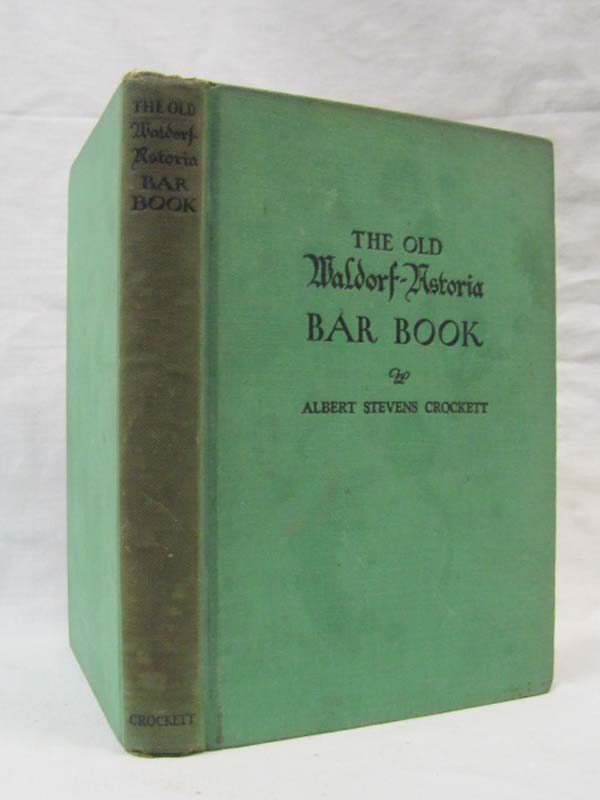 THE OLD
Waldorf-
Astoria
BAR
BOOK
CROCKETT
THE OLD
Waldorf-Astoria
BAR BOOK
by
ALBERT STEVENS CROCKETT